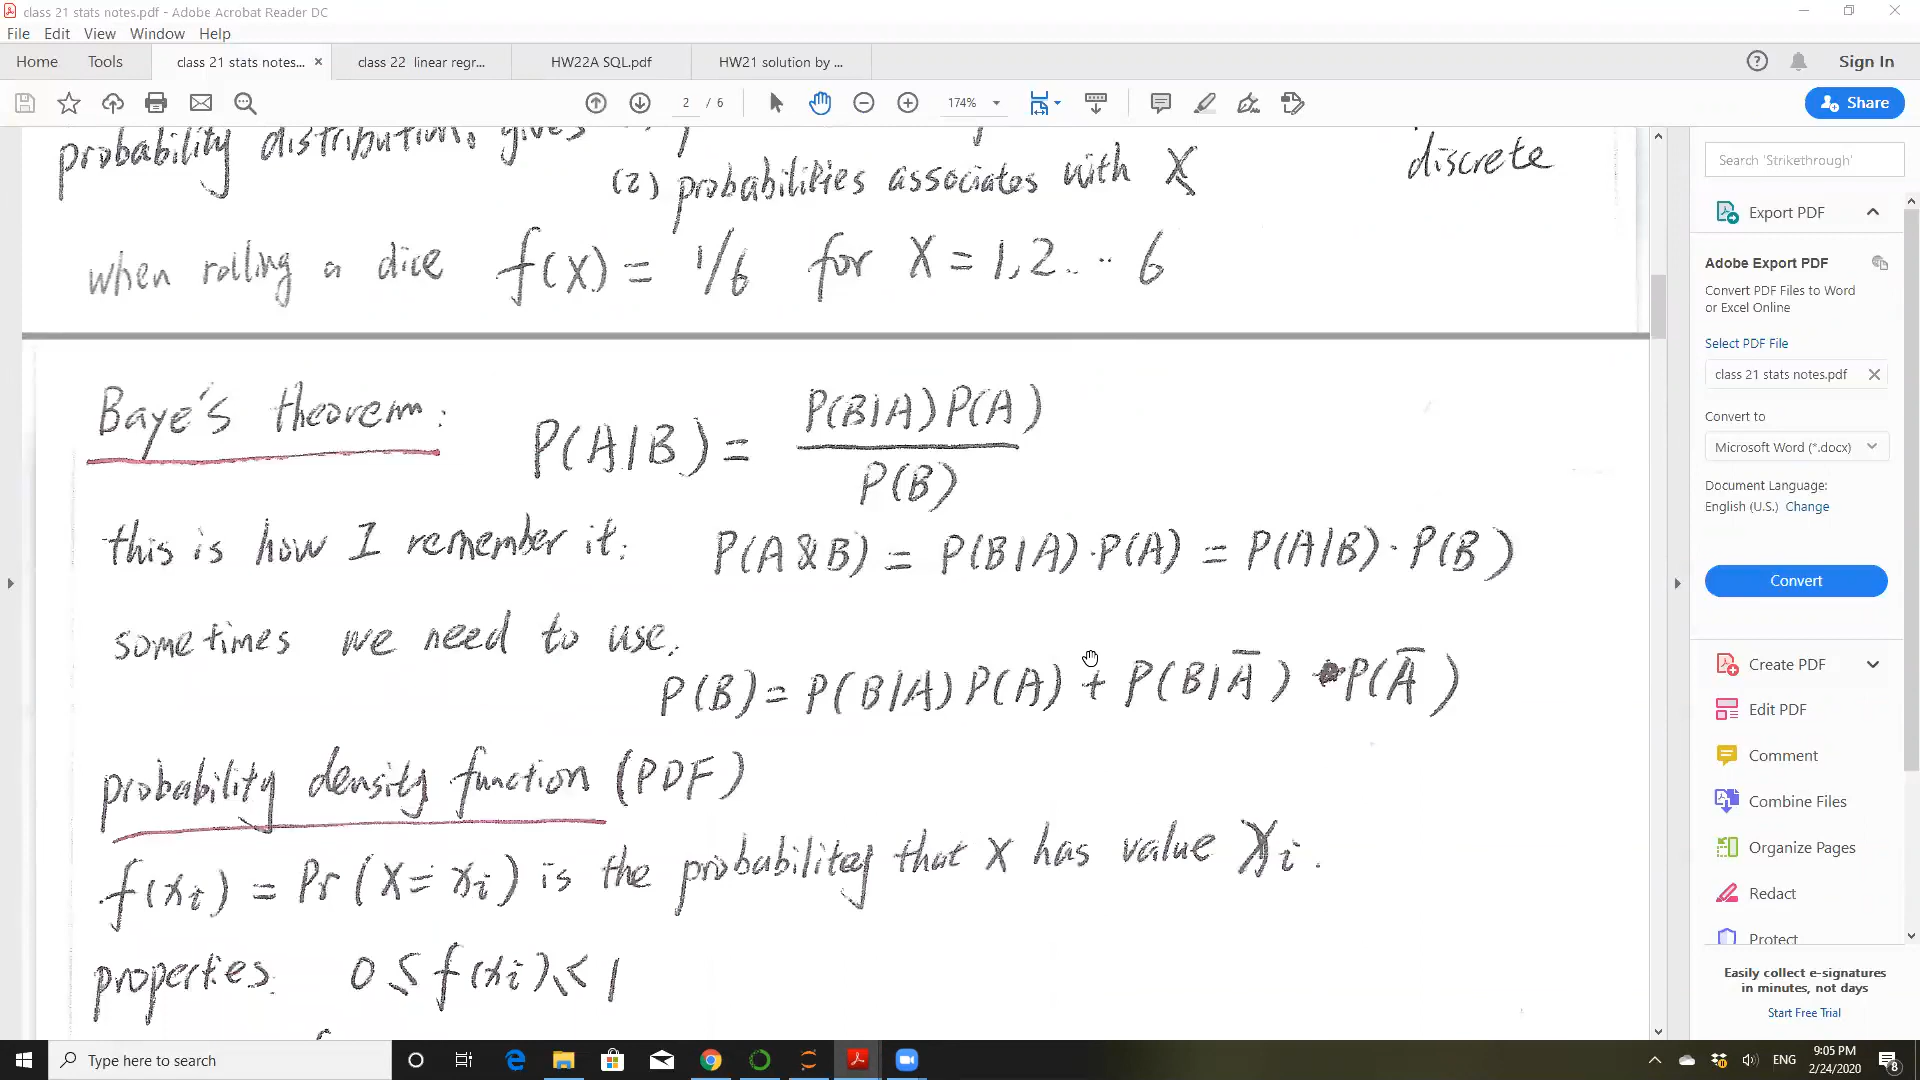 class 21 stats notes.pdf - Adobe Acrobat Reader DC
File Edit View Window Help
Home Tools class 21 stats notes... × class 22 linear regr... HW22A SQL.pdf HW21 solution by ... Sign In
2 / 6 174% Share
probability distribution, gives
discrete
(2) probabilities associates with X
when rolling a dice f(X) = 1/6 for X = 1, 2 .. .. 6
Baye's theorem: P(A|B) = P(B|A)P(A)
P(B)
this is how I remember it: P(A&B) = P(B|A)·P(A) = P(A|B)·P(B)
sometimes we need to use.
P(B) = P(B|A)P(A) + P(B|A̅) P(A̅)
probability density function (PDF)
f(xi) = Pr(X = xi) is the probability that X has value Xi.
properties. 0 ≤ f(xi) ≤ 1
Search 'Strikethrough'
Export PDF
Adobe Export PDF
Convert PDF Files to Word
or Excel Online
Select PDF File
class 21 stats notes.pdf
Convert to
Microsoft Word (*.docx)
Document Language:
English (U.S.) Change
Convert
Create PDF
Edit PDF
Comment
Combine Files
Organize Pages
Redact
Protect
Easily collect e-signatures
in minutes, not days
Start Free Trial
Type here to search
ENG
9:05 PM
2/24/2020
8